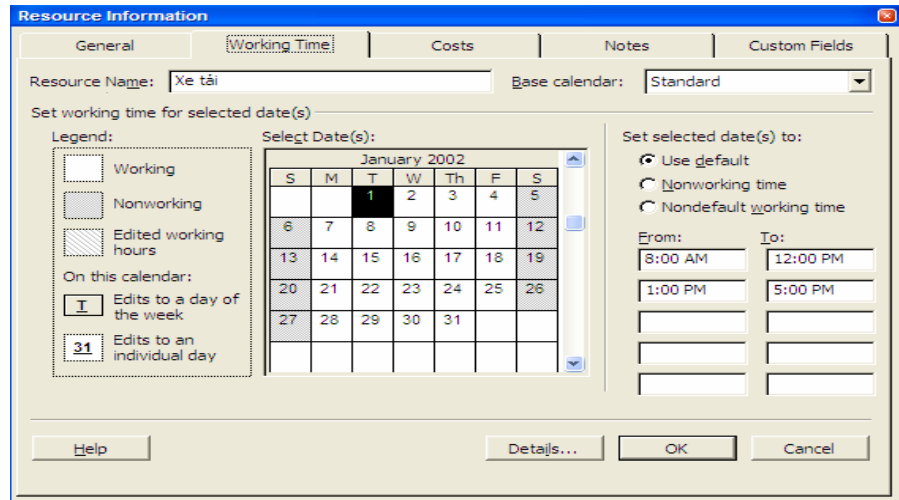 Resource Information
General Working Time Costs Notes Custom Fields
Resource Name: Xe tải Base calendar: Standard
Set working time for selected date(s)
Legend:
Working
Nonworking
Edited working
hours
On this calendar:
T Edits to a day of
the week
31 Edits to an
individual day
Select Date(s):
January 2002
S M T W Th F S
1 2 3 4 5
6 7 8 9 10 11 12
13 14 15 16 17 18 19
20 21 22 23 24 25 26
27 28 29 30 31
Set selected date(s) to:
Use default
Nonworking time
Nondefault working time
From: To:
8:00 AM 12:00 PM
1:00 PM 5:00 PM
Help Details... OK Cancel